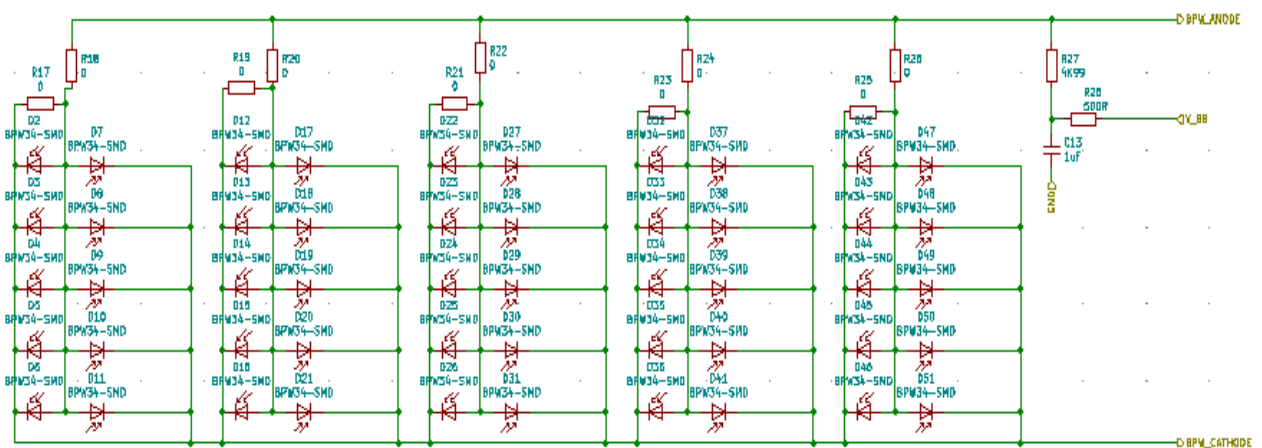 BPW_ANODE
R18
0
R20
0
R22
0
R24
0
R26
0
R27
4K99
R17
0
R19
0
R21
0
R23
0
R25
0
R28
500R
V_BB
C13
1uF
GND
D2
BPW34-SMD
D7
BPW34-SMD
D12
BPW34-SMD
D17
BPW34-SMD
D22
BPW34-SMD
D27
BPW34-SMD
D32
BPW34-SMD
D37
BPW34-SMD
D42
BPW34-SMD
D47
BPW34-SMD
D3
BPW34-SMD
D8
BPW34-SMD
D13
BPW34-SMD
D18
BPW34-SMD
D23
BPW34-SMD
D28
BPW34-SMD
D33
BPW34-SMD
D38
BPW34-SMD
D43
BPW34-SMD
D48
BPW34-SMD
D4
BPW34-SMD
D9
BPW34-SMD
D14
BPW34-SMD
D19
BPW34-SMD
D24
BPW34-SMD
D29
BPW34-SMD
D34
BPW34-SMD
D39
BPW34-SMD
D44
BPW34-SMD
D49
BPW34-SMD
D5
BPW34-SMD
D10
BPW34-SMD
D15
BPW34-SMD
D20
BPW34-SMD
D25
BPW34-SMD
D30
BPW34-SMD
D35
BPW34-SMD
D40
BPW34-SMD
D45
BPW34-SMD
D50
BPW34-SMD
D6
BPW34-SMD
D11
BPW34-SMD
D16
BPW34-SMD
D21
BPW34-SMD
D26
BPW34-SMD
D31
BPW34-SMD
D36
BPW34-SMD
D41
BPW34-SMD
D46
BPW34-SMD
D51
BPW34-SMD
BPW_CATHODE